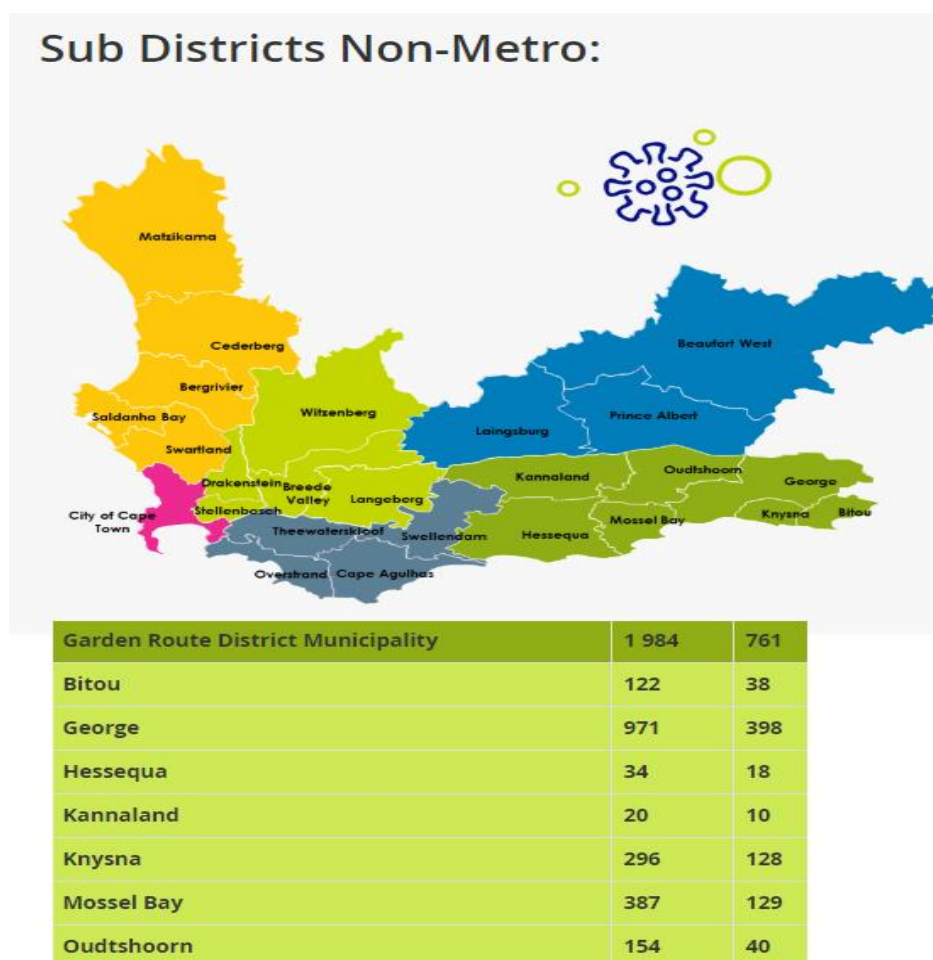 Sub Districts Non-Metro:
Matzikama
Cederberg
Bergrivier
Saldanha Bay
Swartland
City of Cape
Town
Witzenberg
Drakenstein
Breede
Valley
Langeberg
Stellenbosch
Theewaterskloof
Swellendam
Overstrand
Cape Agulhas
Beaufort West
Prince Albert
Laingsburg
Kannaland
Oudtshoorn
George
Knysna
Bitou
Mossel Bay
Hessequa
Garden Route District Municipality 1 984 761
Bitou 122 38
George 971 398
Hessequa 34 18
Kannaland 20 10
Knysna 296 128
Mossel Bay 387 129
Oudtshoorn 154 40